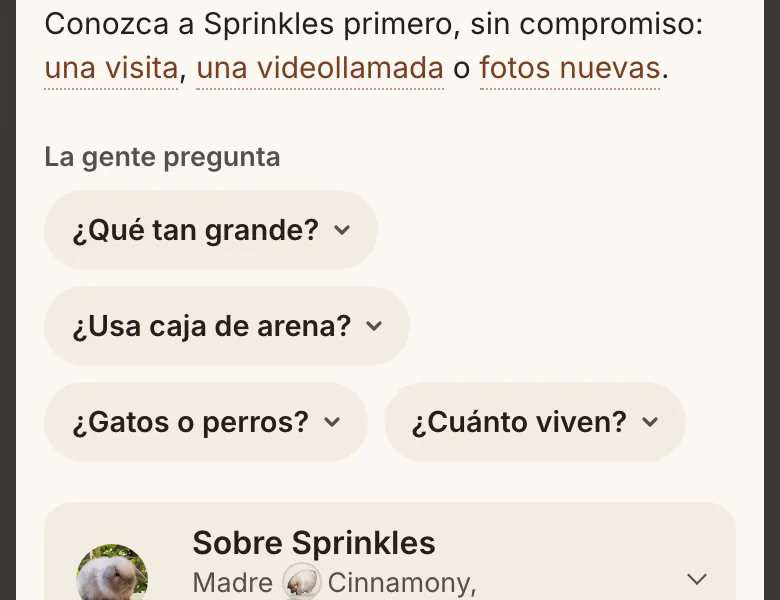 Conozca a Sprinkles primero, sin compromiso:
una visita, una videollamada o fotos nuevas.
La gente pregunta
¿Qué tan grande?
¿Usa caja de arena?
¿Gatos o perros? ¿Cuánto viven?
Sobre Sprinkles
Madre Cinnamony,